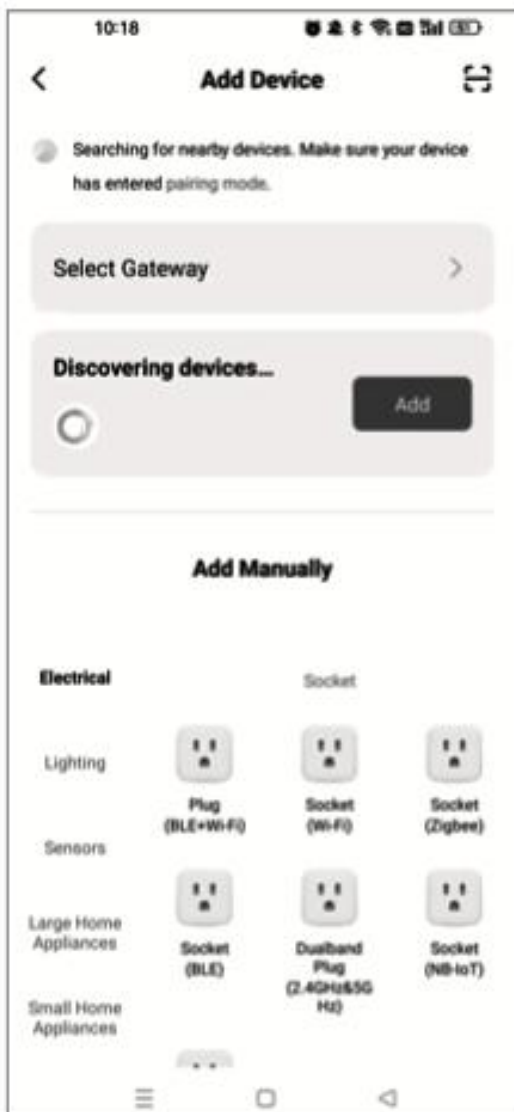 10:18
Add Device
Searching for nearby devices. Make sure your device
has entered pairing mode.
Select Gateway
Discovering devices...
Add
Add Manually
Electrical
Socket
Lighting
Plug
(BLE+Wi-Fi)
Socket
(Wi-Fi)
Socket
(Zigbee)
Sensors
Large Home
Appliances
Socket
(BLE)
Dualband
Plug
(2.4GHz&5G
Hz)
Socket
(NB-IoT)
Small Home
Appliances